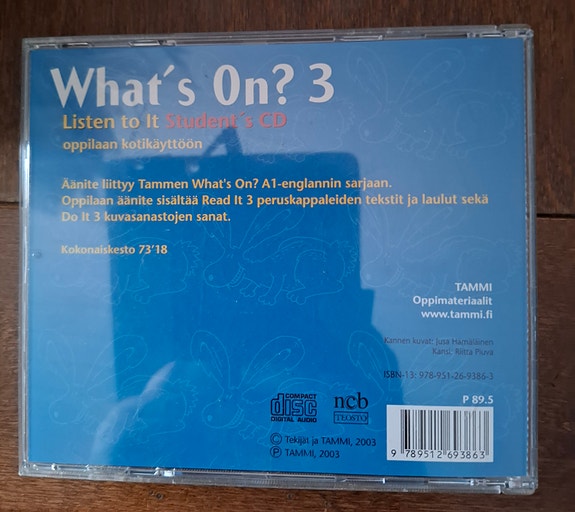 What´s On? 3
Listen to It Student´s CD
oppilaan kotikäyttöön
Äänite liittyy Tammen What's On? A1-englannin sarjaan.
Oppilaan äänite sisältää Read It 3 peruskappaleiden tekstit ja laulut sekä
Do It 3 kuvasanastojen sanat.
Kokonaiskesto 73'18
TAMMI
Oppimateriaalit
www.tammi.fi
Kannen kuvat: Jusa Hämäläinen
Kansi: Riitta Piuva
ISBN-13: 978-951-26-9386-3
P 89.5
COMPACT
disc
DIGITAL AUDIO
ncb
TEOSTO
© Tekijät ja TAMMI, 2003
℗ TAMMI, 2003
9 789512 693863